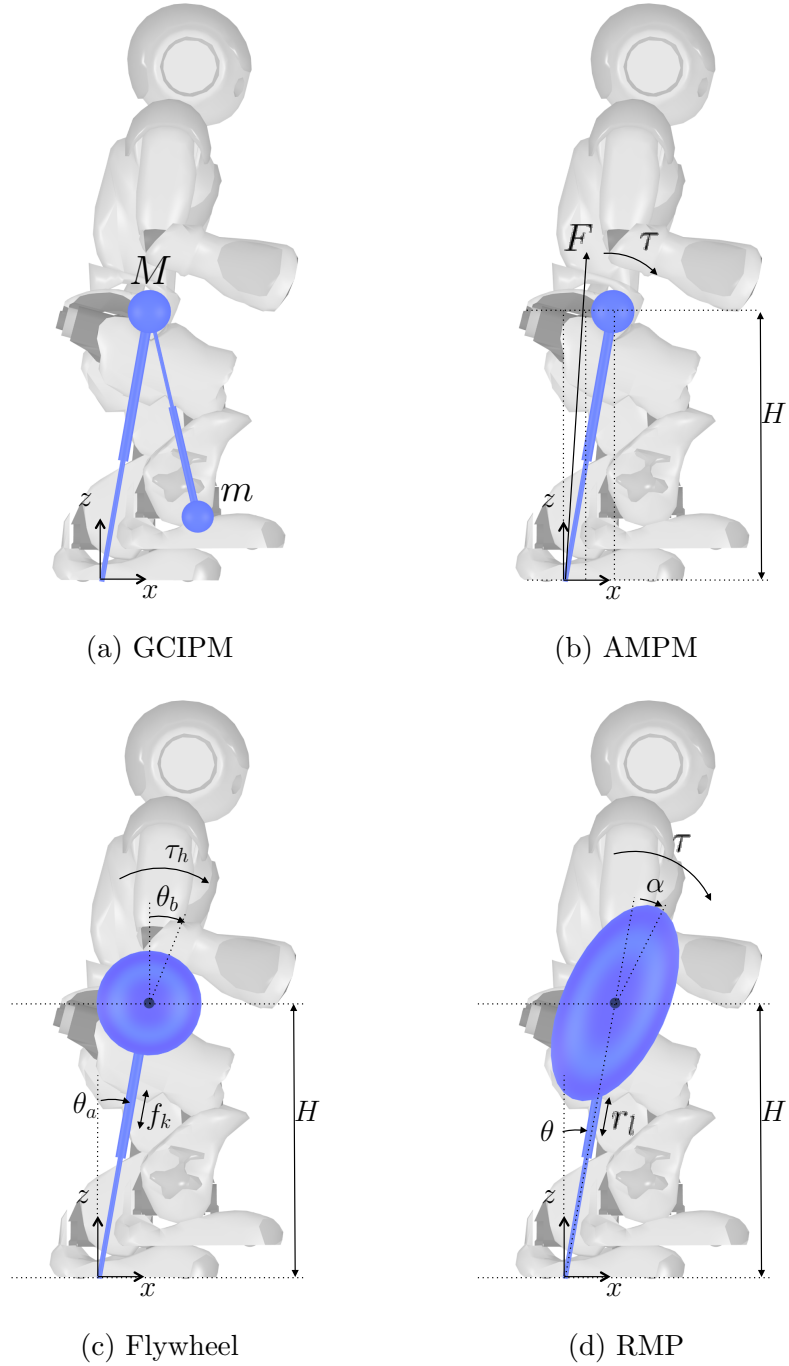 M
m
z
x
(a) GCIPM
F τ
H
z
x
(b) AMPM
τ_h
θ_b
θ_a
f_k
H
z
x
(c) Flywheel
τ
α
θ
r_l
H
z
x
(d) RMP